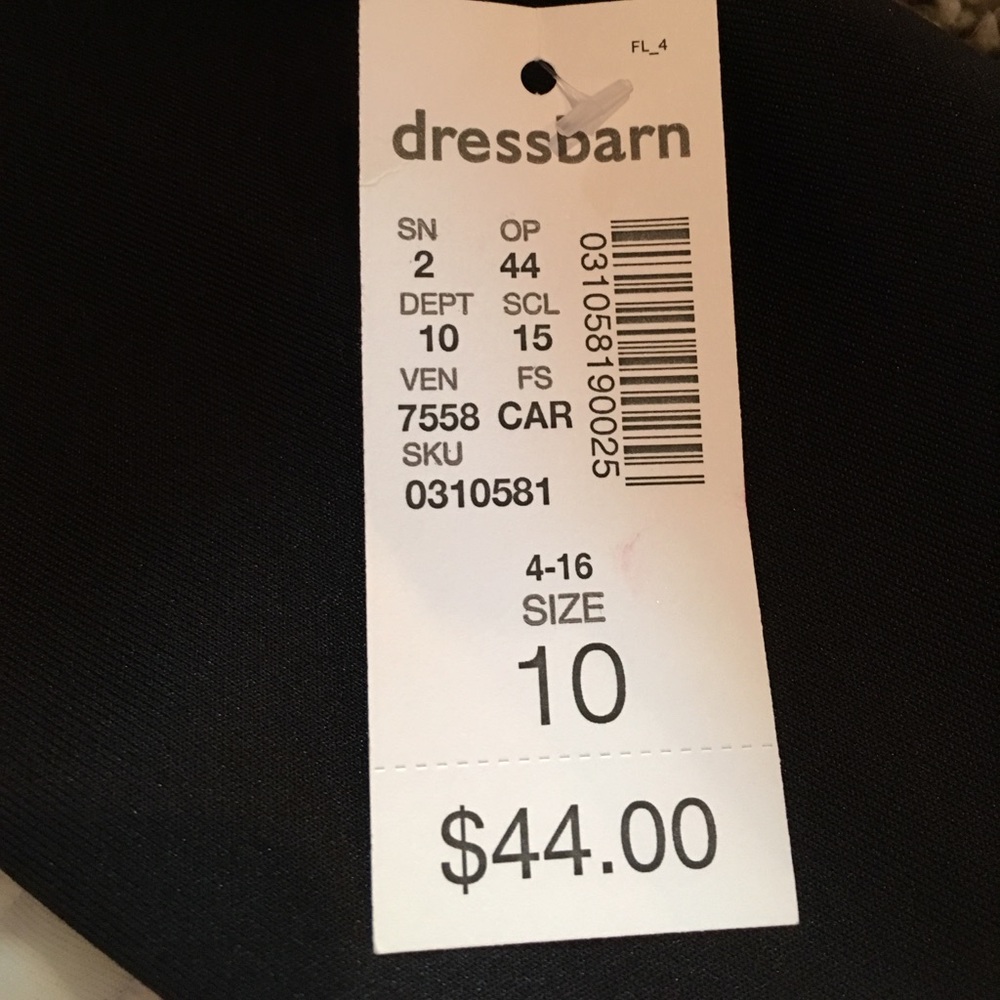 FL_4
dressbarn
SN OP
2 44
DEPT SCL
10 15
VEN FS
7558 CAR
SKU
0310581
031058190025
4-16
SIZE
10
$44.00